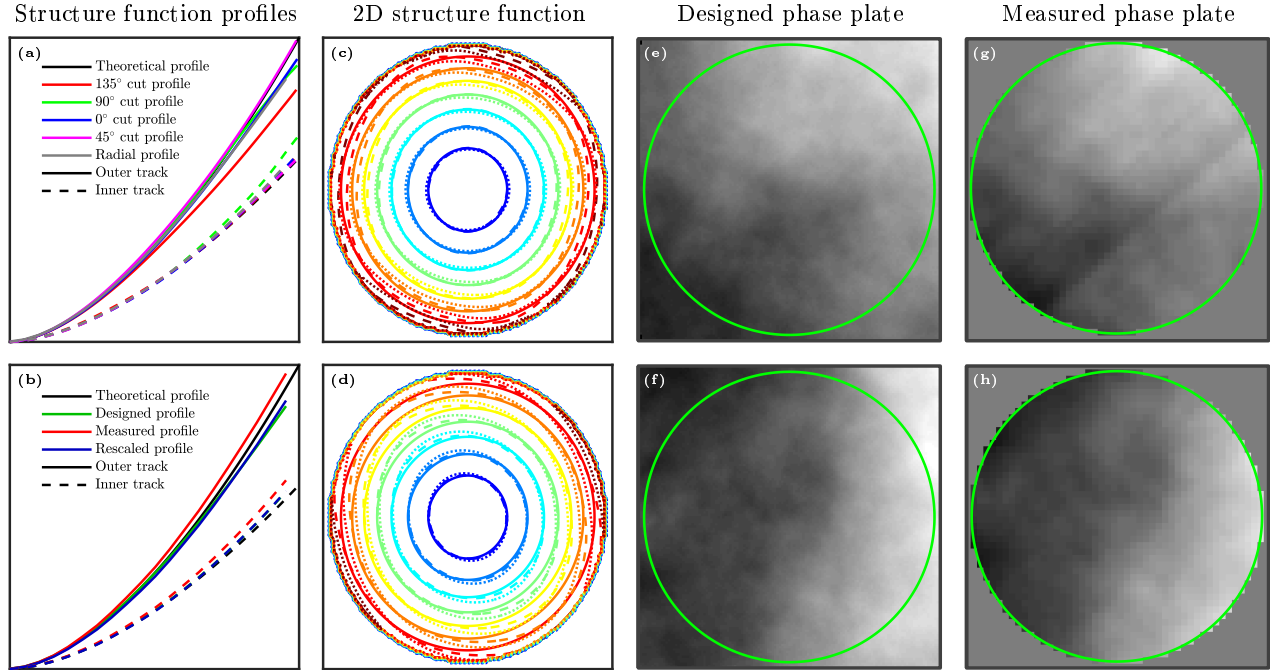 Structure function profiles
2D structure function
Designed phase plate
Measured phase plate
(a)
Theoretical profile
135° cut profile
90° cut profile
0° cut profile
45° cut profile
Radial profile
Outer track
Inner track
(c)
(e)
(g)
(b)
Theoretical profile
Designed profile
Measured profile
Rescaled profile
Outer track
Inner track
(d)
(f)
(h)